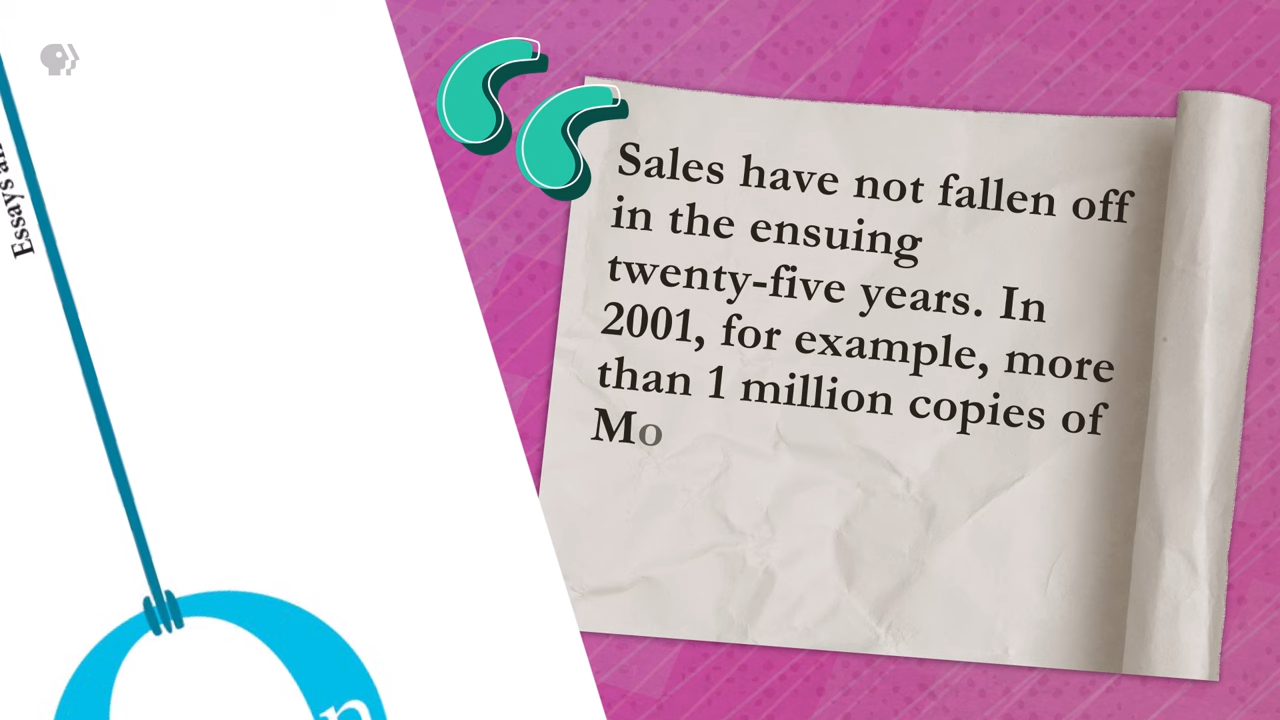 Essays
Sales have not fallen off
in the ensuing
twenty-five years. In
2001, for example, more
than 1 million copies of
Mo